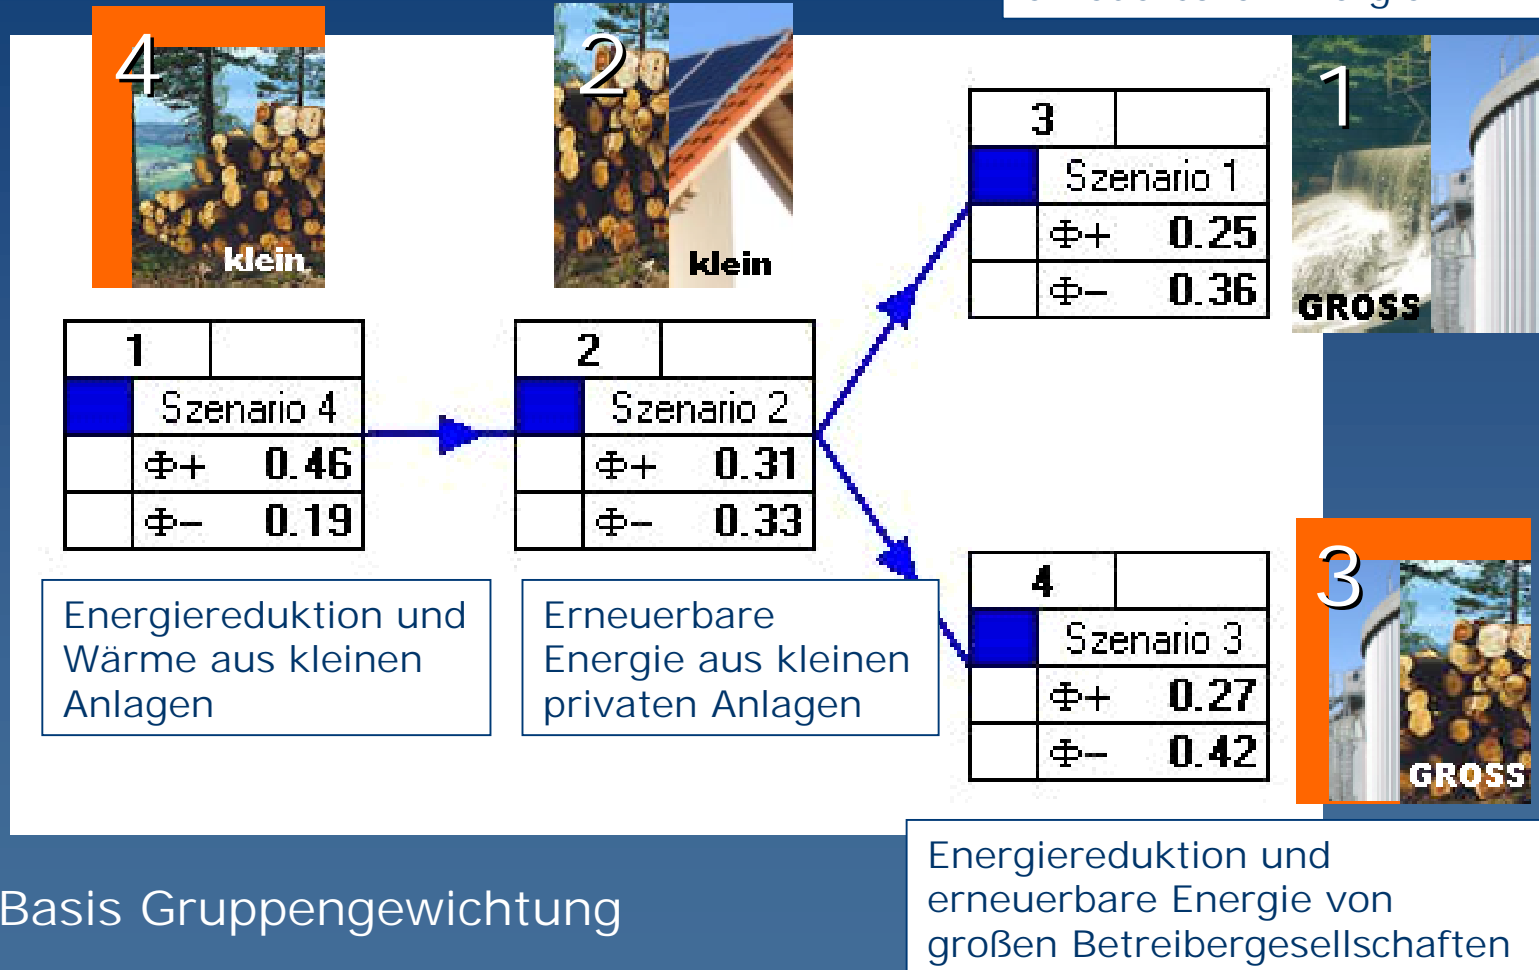 4
klein
2
klein
1
GROSS
3
Szenario 1
Φ+ 0.25
Φ− 0.36
1
Szenario 4
Φ+ 0.46
Φ− 0.19
2
Szenario 2
Φ+ 0.31
Φ− 0.33
4
Szenario 3
Φ+ 0.27
Φ− 0.42
3
GROSS
Energiereduktion und
Wärme aus kleinen
Anlagen
Erneuerbare
Energie aus kleinen
privaten Anlagen
Energiereduktion und
erneuerbare Energie von
großen Betreibergesellschaften
Basis Gruppengewichtung